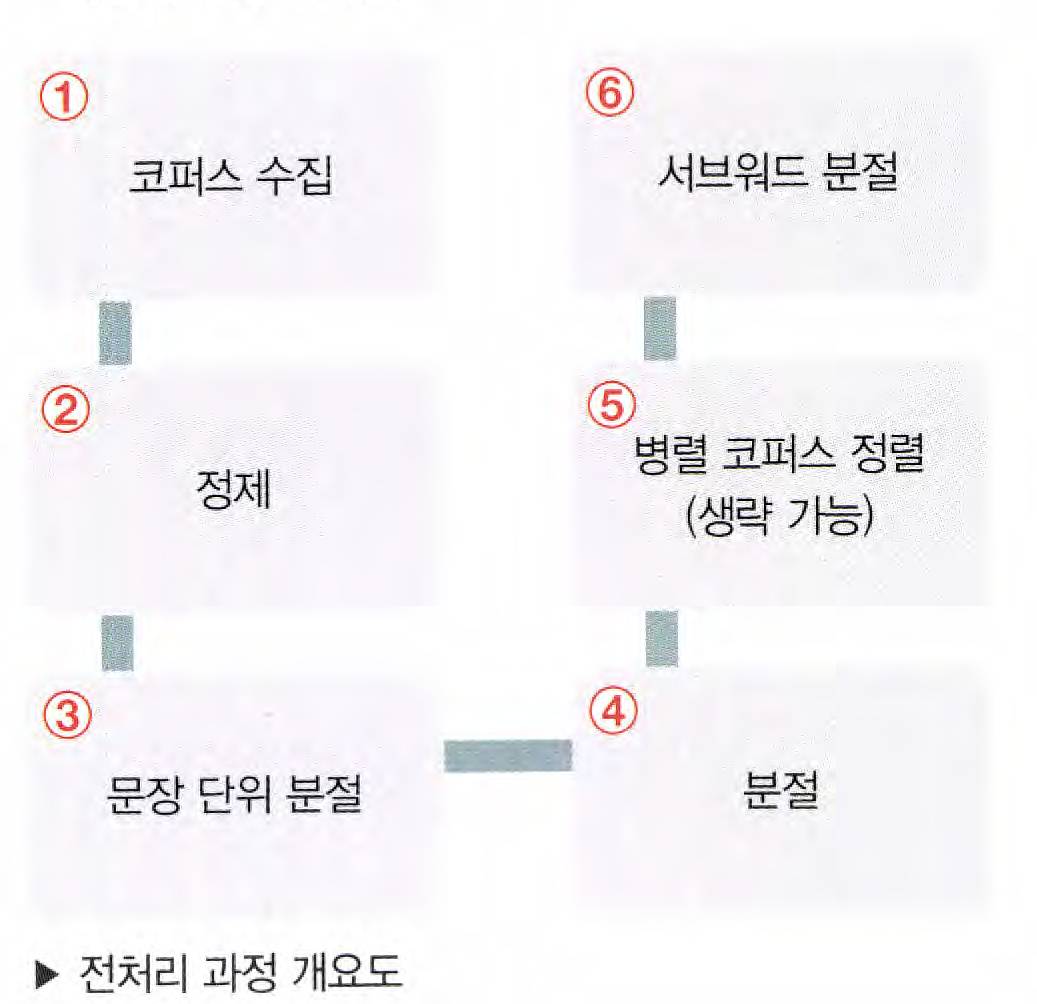 ①
코퍼스 수집
②
정제
③
문장 단위 분절
④
분절
⑤
병렬 코퍼스 정렬
(생략 가능)
⑥
서브워드 분절
▶ 전처리 과정 개요도